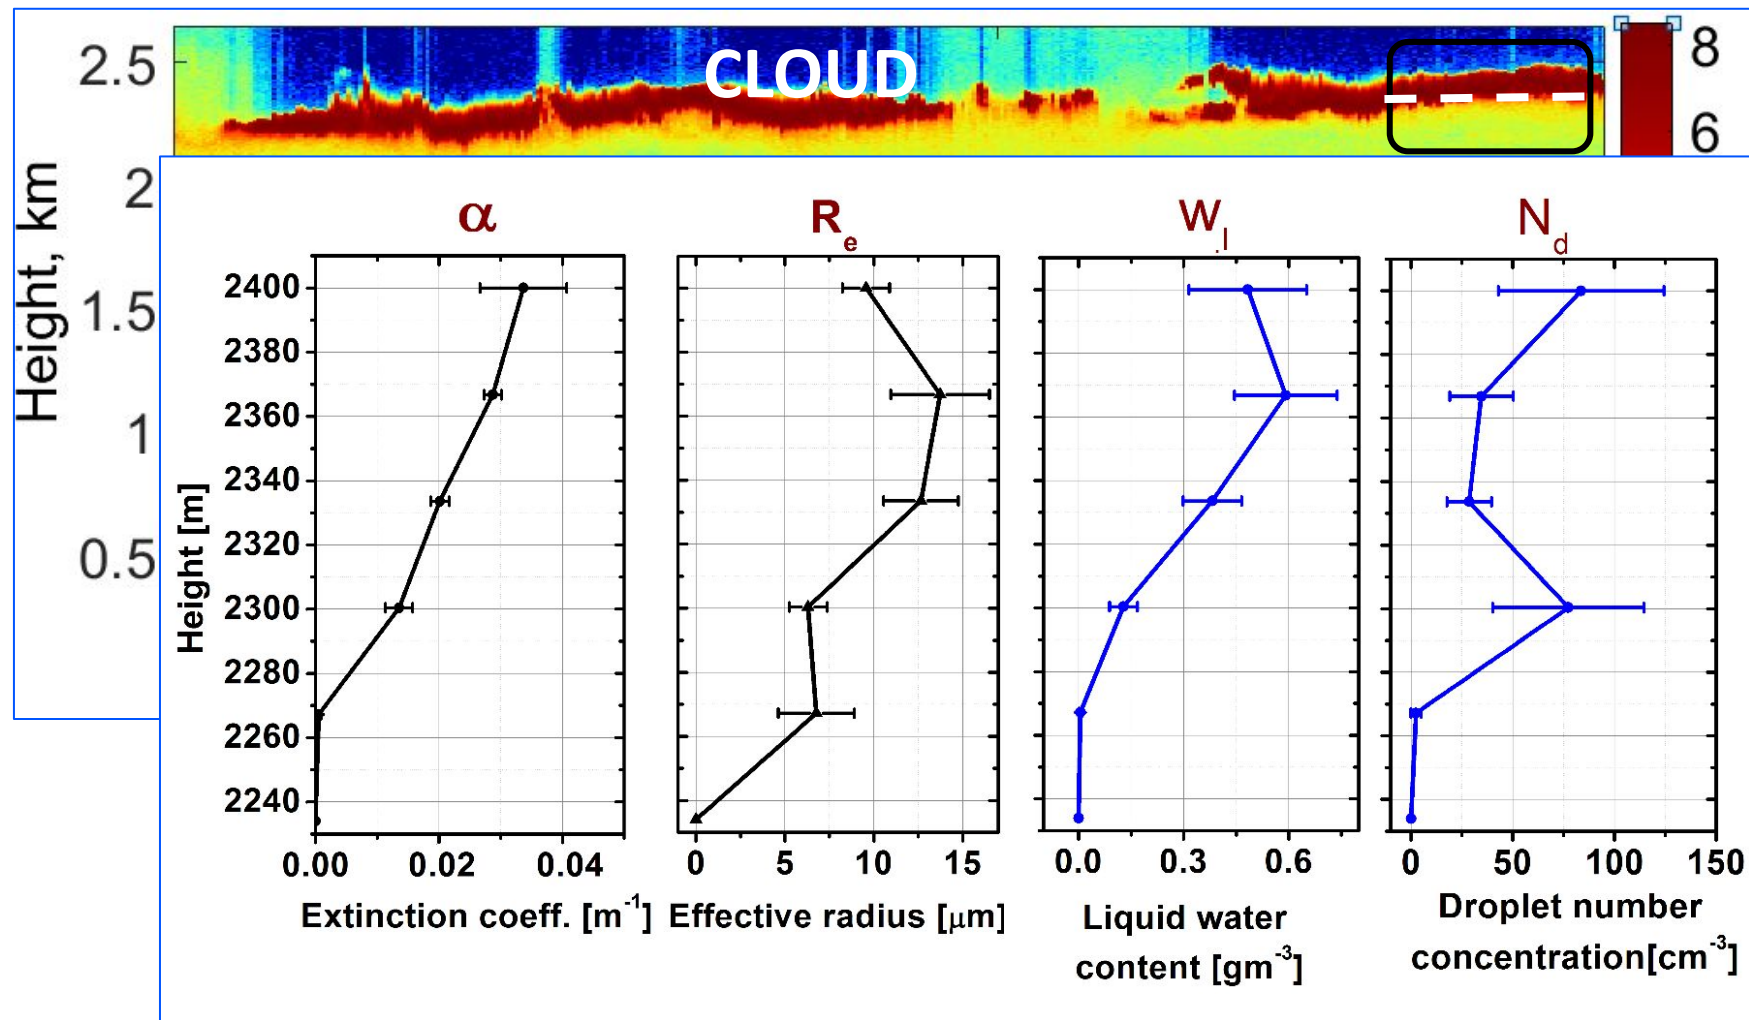 CLOUD
2.5
2
1.5
1
0.5
Height, km
8
6
α
Re
W.l
Nd
2400
2380
2360
2340
2320
2300
2280
2260
2240
Height [m]
0.00 0.02 0.04
0 5 10 15
0.0 0.3 0.6
0 50 100 150
Extinction coeff. [m-1]
Effective radius [μm]
Liquid water
content [gm-3]
Droplet number
concentration[cm-3]